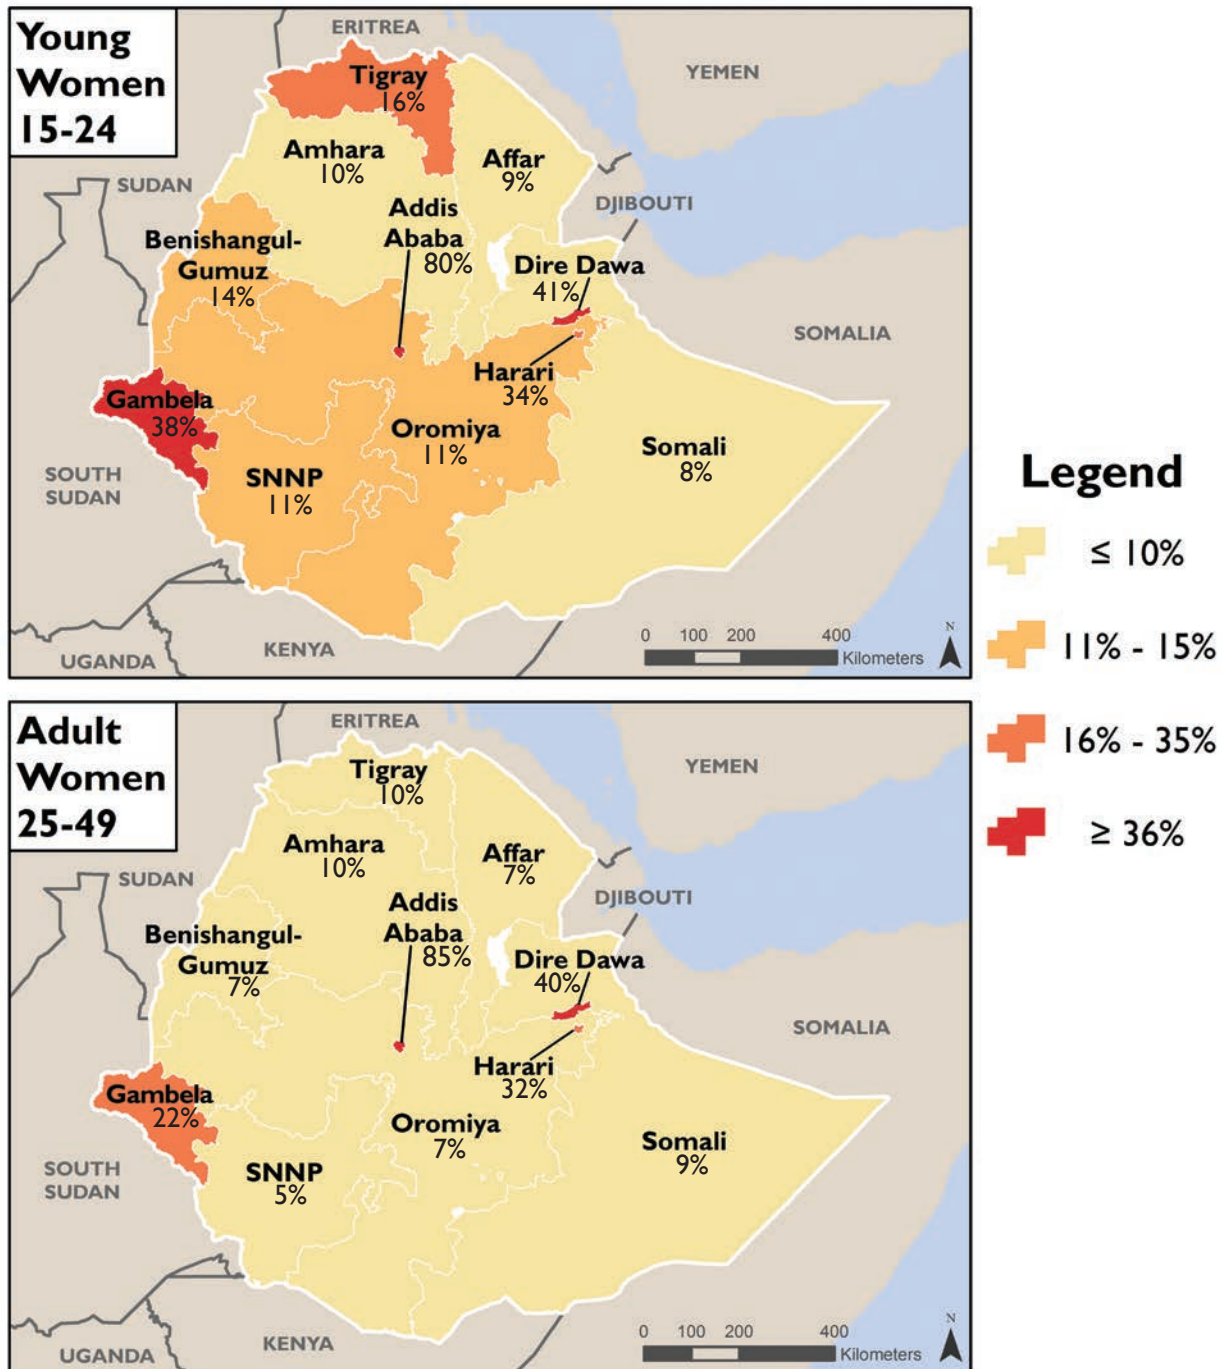 Young
Women
15-24
ERITREA
YEMEN
Tigray
16%
Amhara
10%
Affar
9%
SUDAN
DJIBOUTI
Addis
Ababa
80%
Benishangul-
Gumuz
14%
Dire Dawa
41%
SOMALIA
Harari
34%
Gambela
38%
Oromiya
11%
Somali
8%
SOUTH
SUDAN
SNNP
11%
KENYA
UGANDA
0 100 200 400
Kilometers
N
Legend
≤ 10%
11% - 15%
16% - 35%
≥ 36%
Adult
Women
25-49
ERITREA
YEMEN
Tigray
10%
Amhara
10%
Affar
7%
SUDAN
DJIBOUTI
Addis
Ababa
85%
Benishangul-
Gumuz
7%
Dire Dawa
40%
SOMALIA
Harari
32%
Gambela
22%
Oromiya
7%
Somali
9%
SOUTH
SUDAN
SNNP
5%
KENYA
UGANDA
0 100 200 400
Kilometers
N